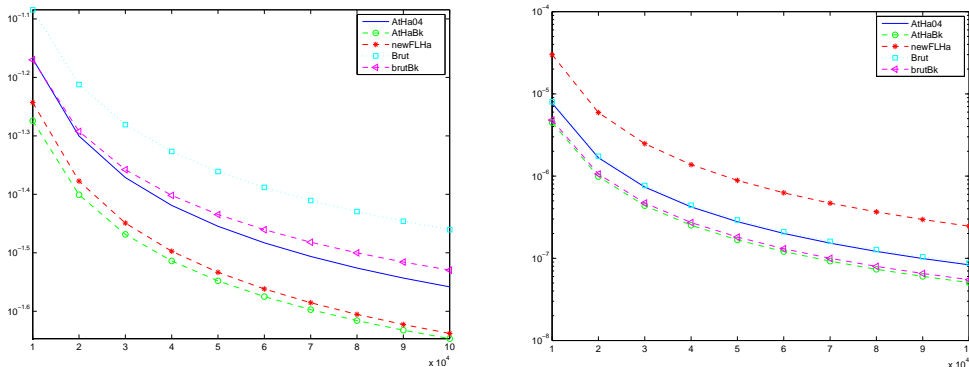 10^-1.1
10^-1.2
10^-1.3
10^-1.4
10^-1.5
10^-1.6
1 2 3 4 5 6 7 8 9 10
x 10^4
AtHa04
AtHaBk
newFLHa
Brut
brutBk
10^-4
10^-5
10^-6
10^-7
10^-8
1 2 3 4 5 6 7 8 9 10
x 10^4
AtHa04
AtHaBk
newFLHa
Brut
brutBk